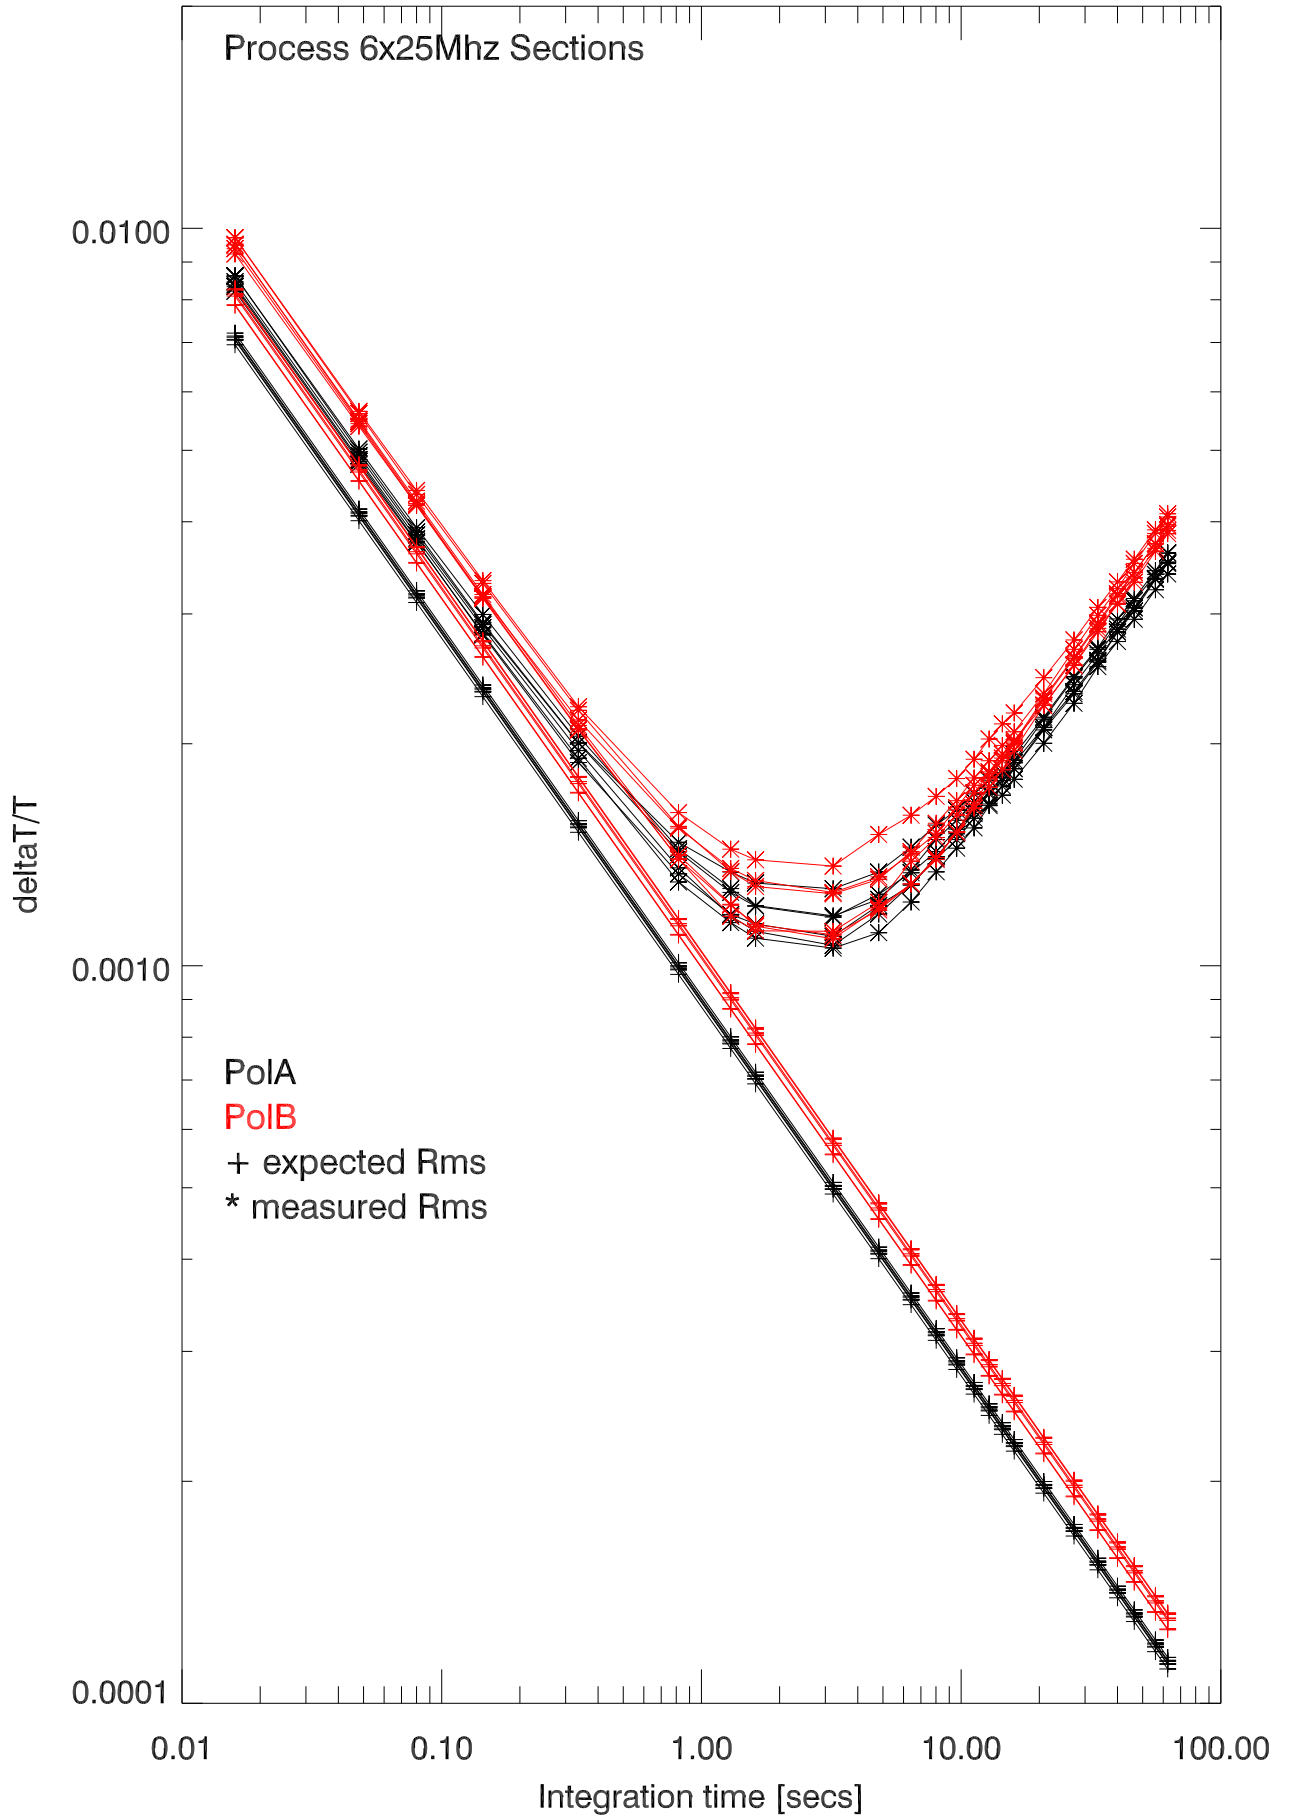 Process 6x25Mhz Sections
0.0100
0.0010
0.0001
deltaT/T
PolA
PolB
+ expected Rms
* measured Rms
0.01 0.10 1.00 10.00 100.00
Integration time [secs]